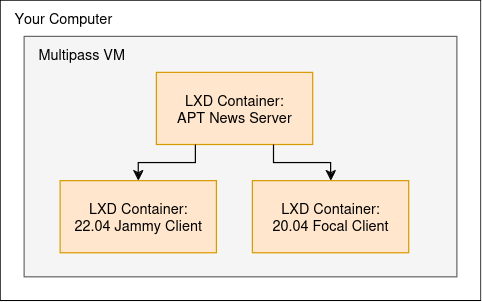 Your Computer
Multipass VM
LXD Container:
APT News Server
LXD Container:
22.04 Jammy Client
LXD Container:
20.04 Focal Client